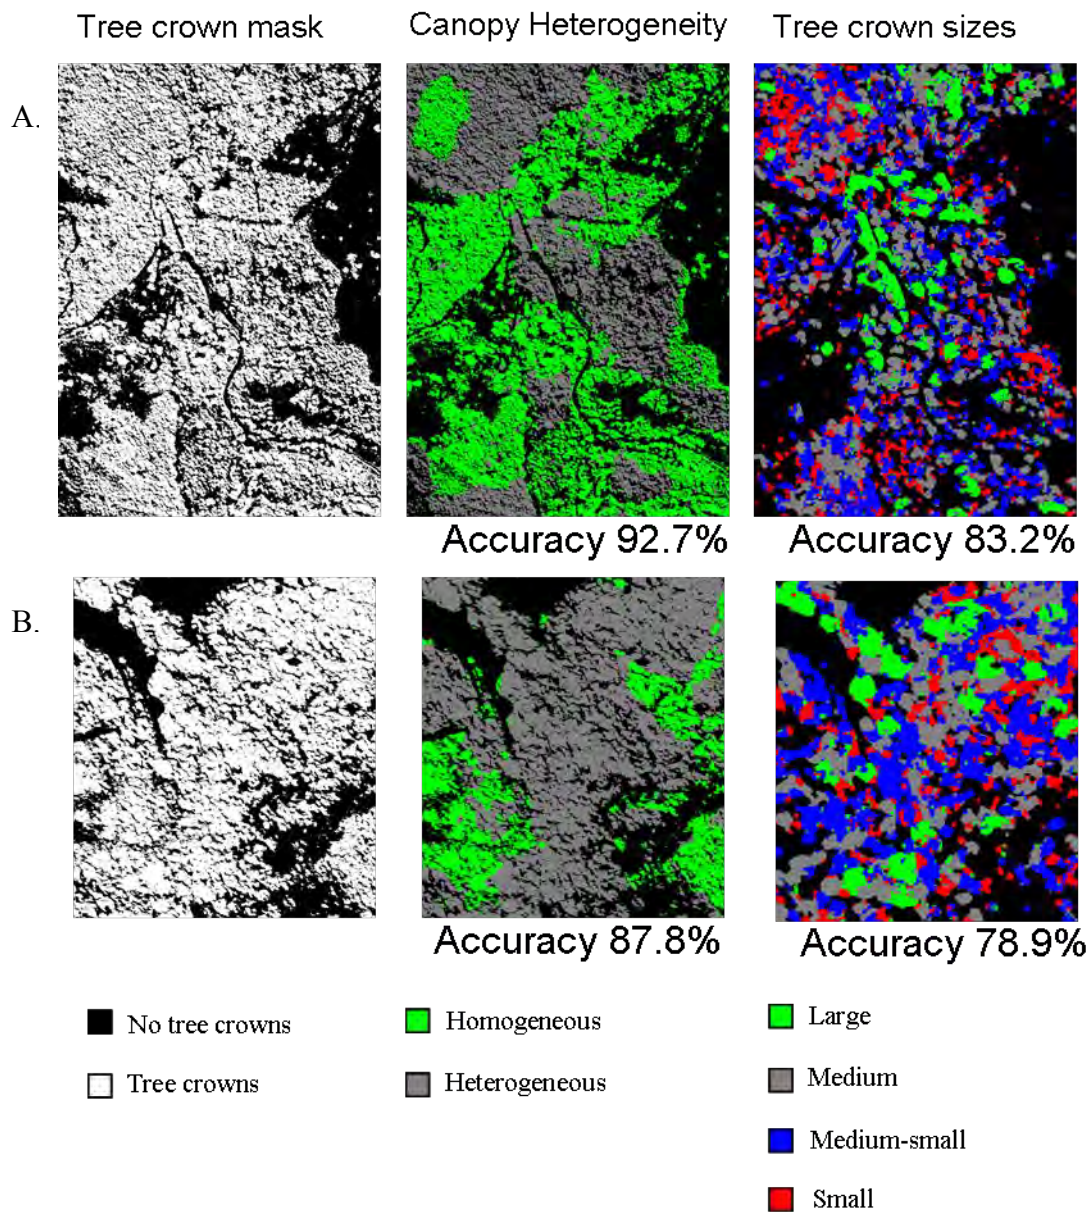 Tree crown mask Canopy Heterogeneity Tree crown sizes
A.
Accuracy 92.7% Accuracy 83.2%
B.
Accuracy 87.8% Accuracy 78.9%
No tree crowns Homogeneous Large
Tree crowns Heterogeneous Medium
Medium-small
Small